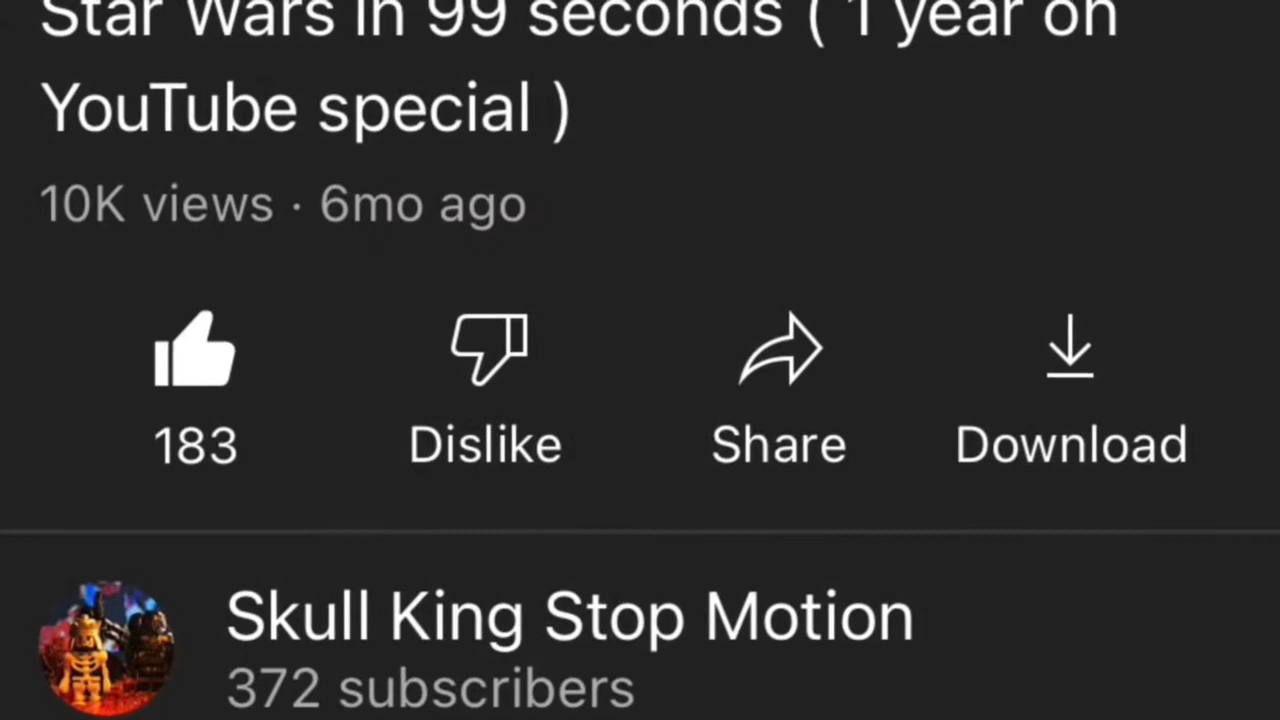 Star Wars in 99 seconds ( 1 year on
YouTube special )
10K views · 6mo ago
183
Dislike
Share
Download
Skull King Stop Motion
372 subscribers